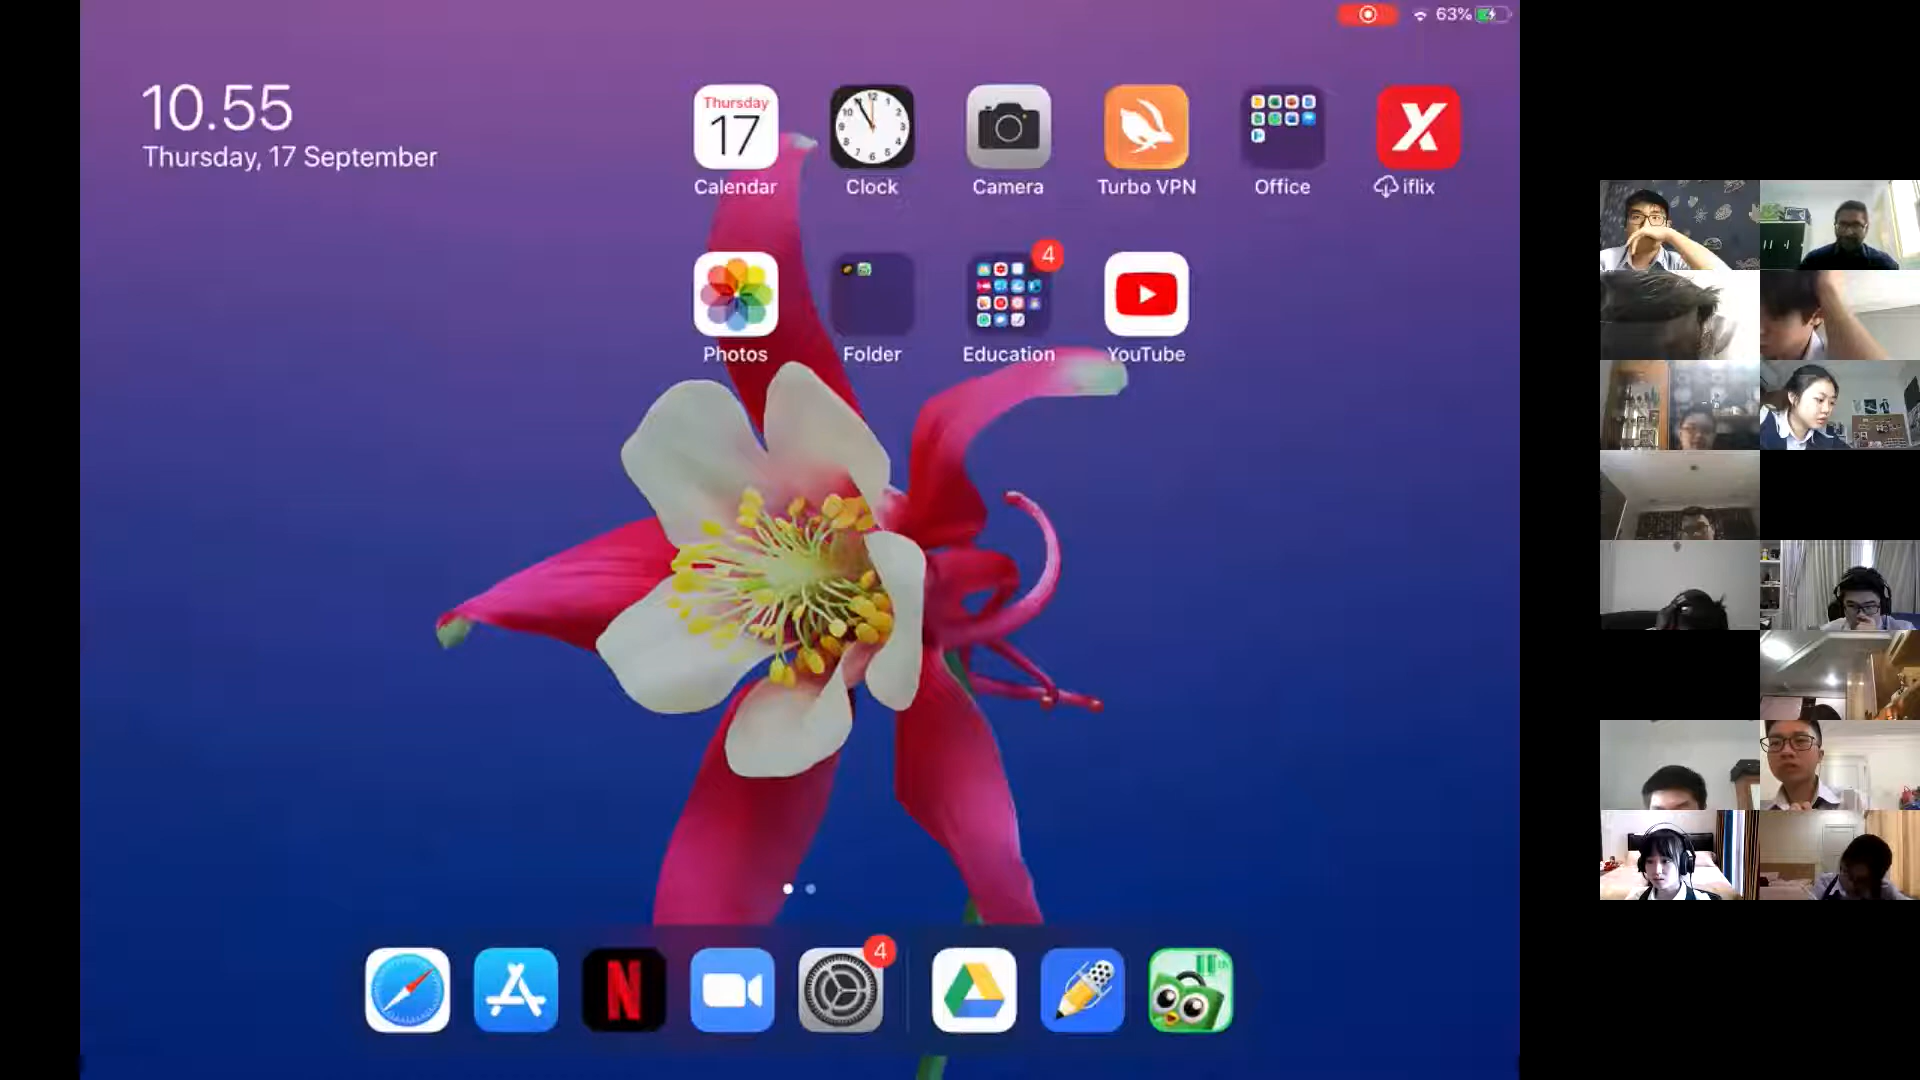 63%
10.55
Thursday, 17 September
Thursday
17
Calendar
Clock
Camera
Turbo VPN
Office
iflix
4
Photos
Folder
Education
YouTube
4
N